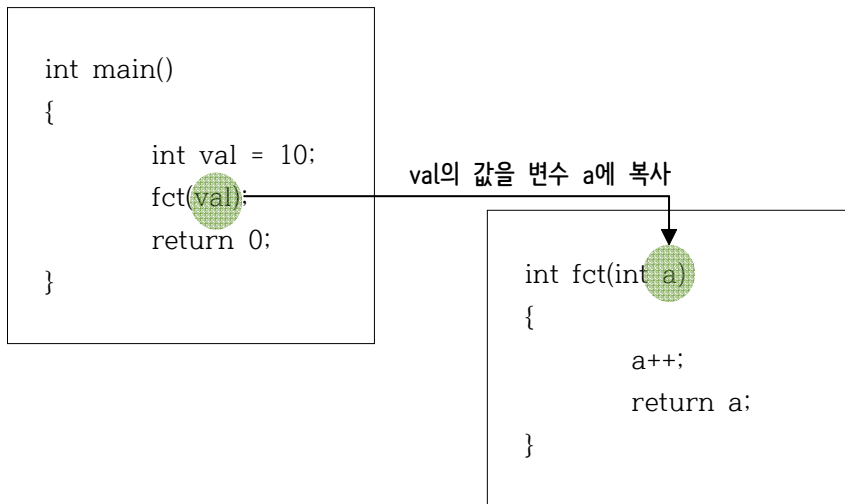 int main()
{
int val = 10;
fct(val);
return 0;
}
val의 값을 변수 a에 복사
int fct(int a)
{
a++;
return a;
}